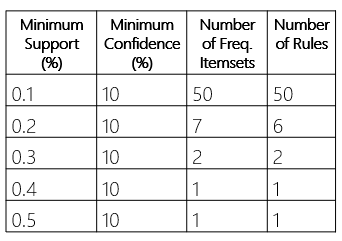 Minimum Support (%) Minimum Confidence (%) Number of Freq. Itemsets Number of Rules
0.1 10 50 50
0.2 10 7 6
0.3 10 2 2
0.4 10 1 1
0.5 10 1 1